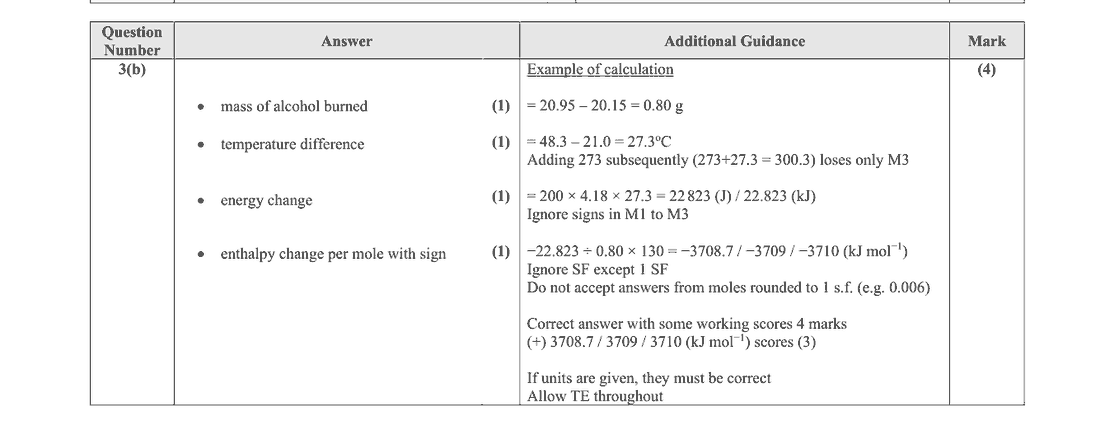 Question Number Answer Additional Guidance Mark
3(b) Example of calculation (4)
• mass of alcohol burned (1) = 20.95 – 20.15 = 0.80 g
• temperature difference (1) = 48.3 – 21.0 = 27.3°C
Adding 273 subsequently (273+27.3 = 300.3) loses only M3
• energy change (1) = 200 × 4.18 × 27.3 = 22 823 (J) / 22.823 (kJ)
Ignore signs in M1 to M3
• enthalpy change per mole with sign (1) −22.823 ÷ 0.80 × 130 = −3708.7 / −3709 / −3710 (kJ mol⁻¹)
Ignore SF except 1 SF
Do not accept answers from moles rounded to 1 s.f. (e.g. 0.006)
Correct answer with some working scores 4 marks
(+) 3708.7 / 3709 / 3710 (kJ mol⁻¹) scores (3)
If units are given, they must be correct
Allow TE throughout